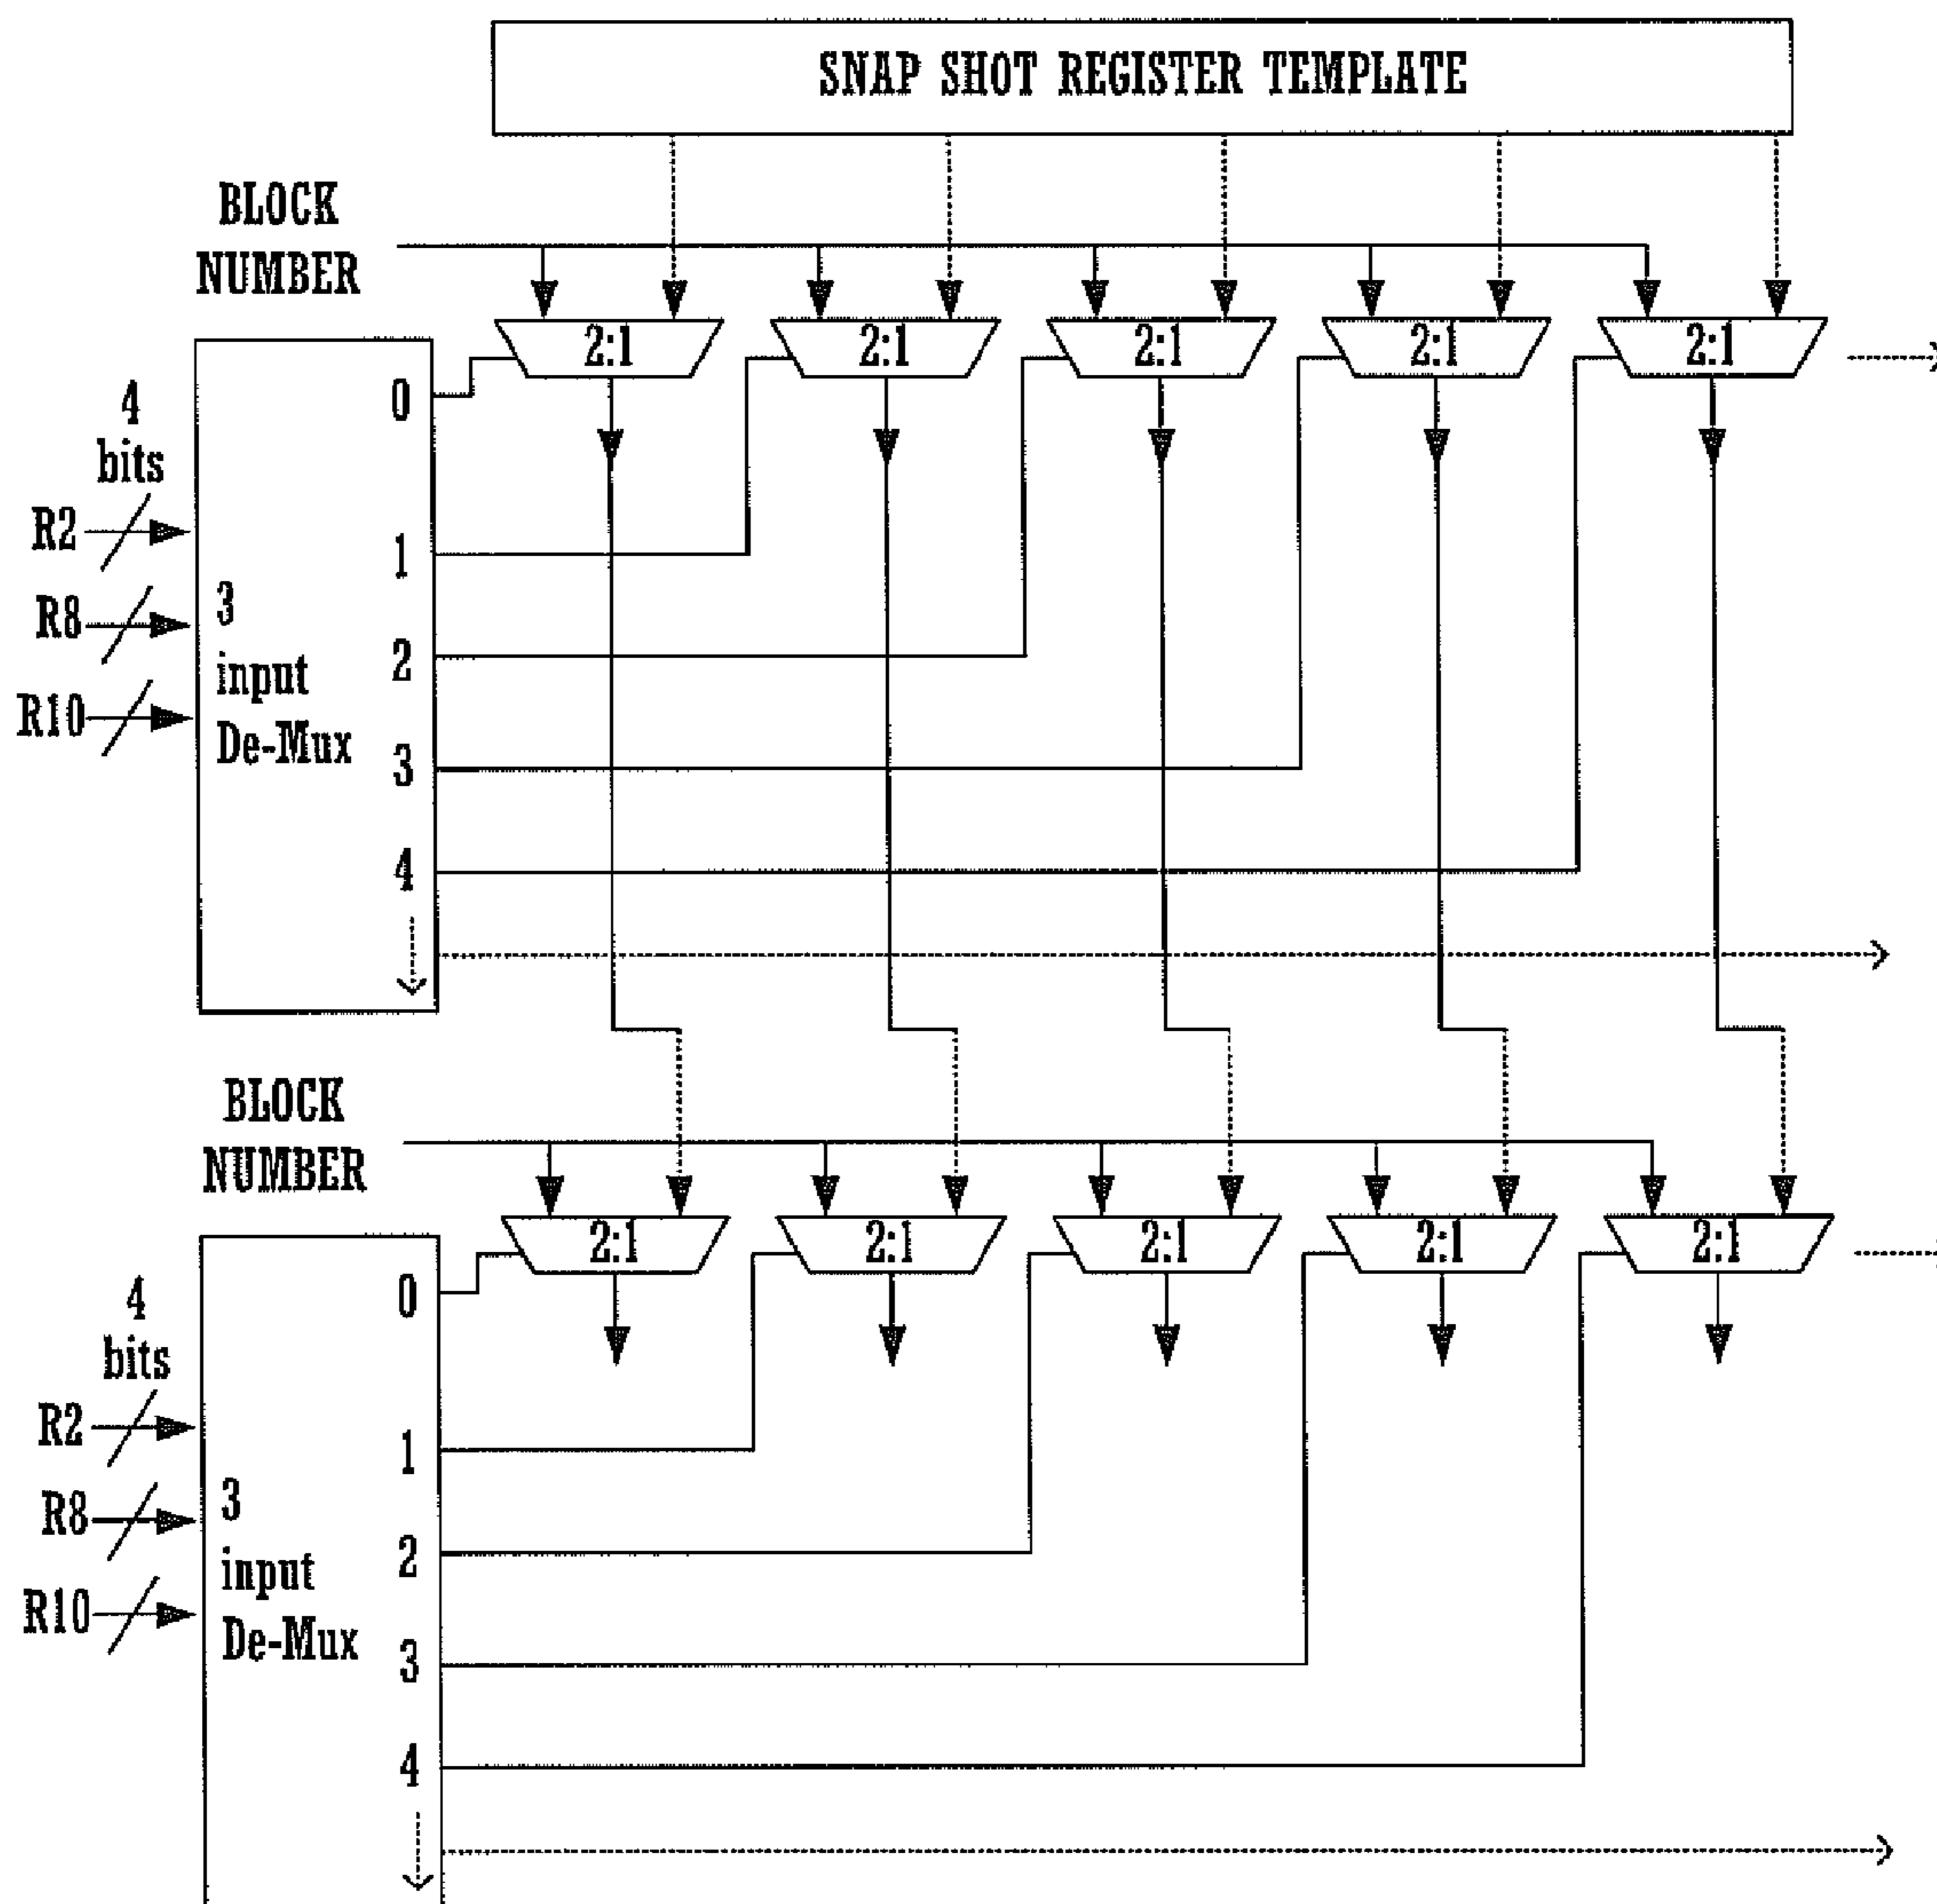 SNAP SHOT REGISTER TEMPLATE
BLOCK
NUMBER
2:1 2:1 2:1 2:1 2:1
4
bits
R2
R8
R10
3
input
De-Mux
0
1
2
3
4
BLOCK
NUMBER
2:1 2:1 2:1 2:1 2:1
4
bits
R2
R8
R10
3
input
De-Mux
0
1
2
3
4